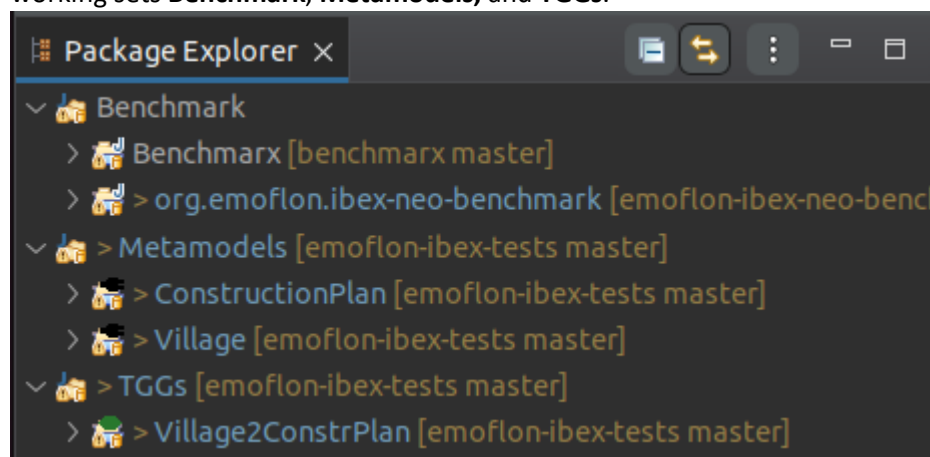 working sets Benchmark, Metamodels, and TGGs.
Package Explorer ×
Benchmark
Benchmarx [benchmarx master]
> org.emoflon.ibex-neo-benchmark [emoflon-ibex-neo-benc
> Metamodels [emoflon-ibex-tests master]
> ConstructionPlan [emoflon-ibex-tests master]
> Village [emoflon-ibex-tests master]
> TGGs [emoflon-ibex-tests master]
> Village2ConstrPlan [emoflon-ibex-tests master]